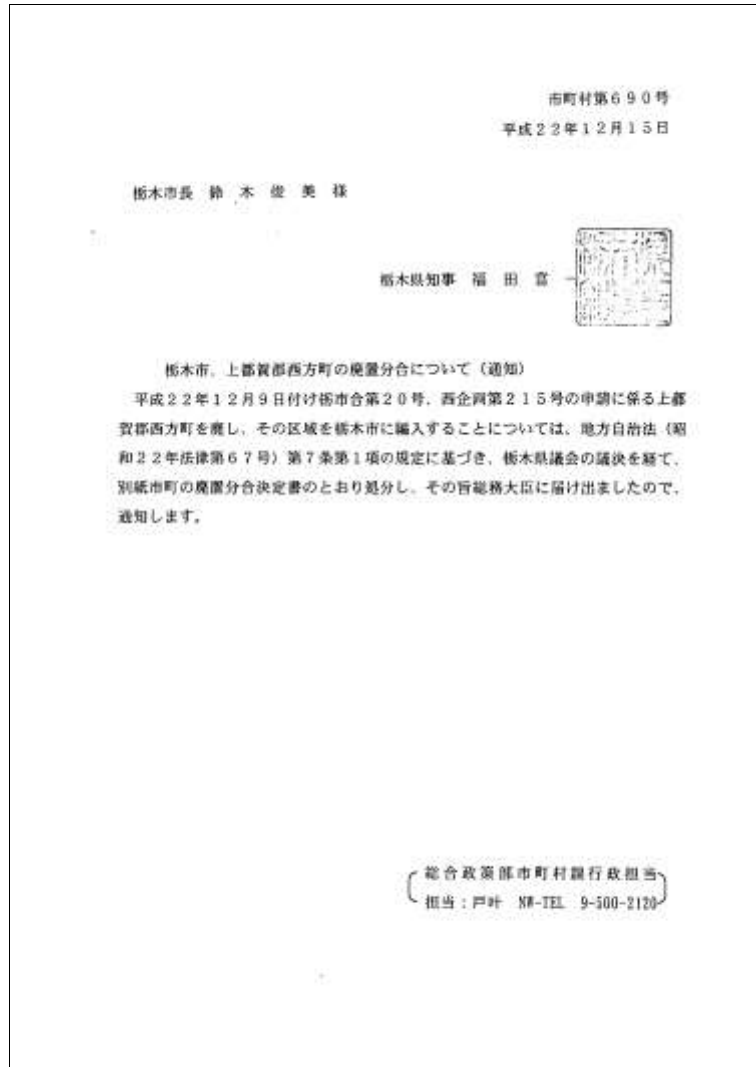 市町村第690号
平成22年12月15日
栃木市長 鈴木俊美様
栃木県知事 福田富一
栃木市、上都賀郡西方町の廃置分合について(通知)
平成22年12月9日付け栃市合第20号、西企画第215号の申請に係る上都
賀郡西方町を廃し、その区域を栃木市に編入することについては、地方自治法(昭
和22年法律第67号)第7条第1項の規定に基づき、栃木県議会の議決を経て、
別紙市町の廃置分合決定書のとおり処分し、その旨総務大臣に届け出ましたので、
通知します。
総合政策部市町村課行政担当
担当:戸叶 NW-TEL 9-500-2120